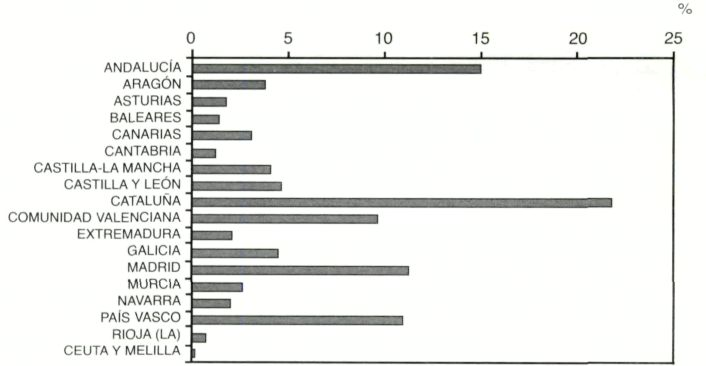 %
0 5 10 15 20 25
ANDALUCÍA
ARAGÓN
ASTURIAS
BALEARES
CANARIAS
CANTABRIA
CASTILLA-LA MANCHA
CASTILLA Y LEÓN
CATALUÑA
COMUNIDAD VALENCIANA
EXTREMADURA
GALICIA
MADRID
MURCIA
NAVARRA
PAÍS VASCO
RIOJA (LA)
CEUTA Y MELILLA